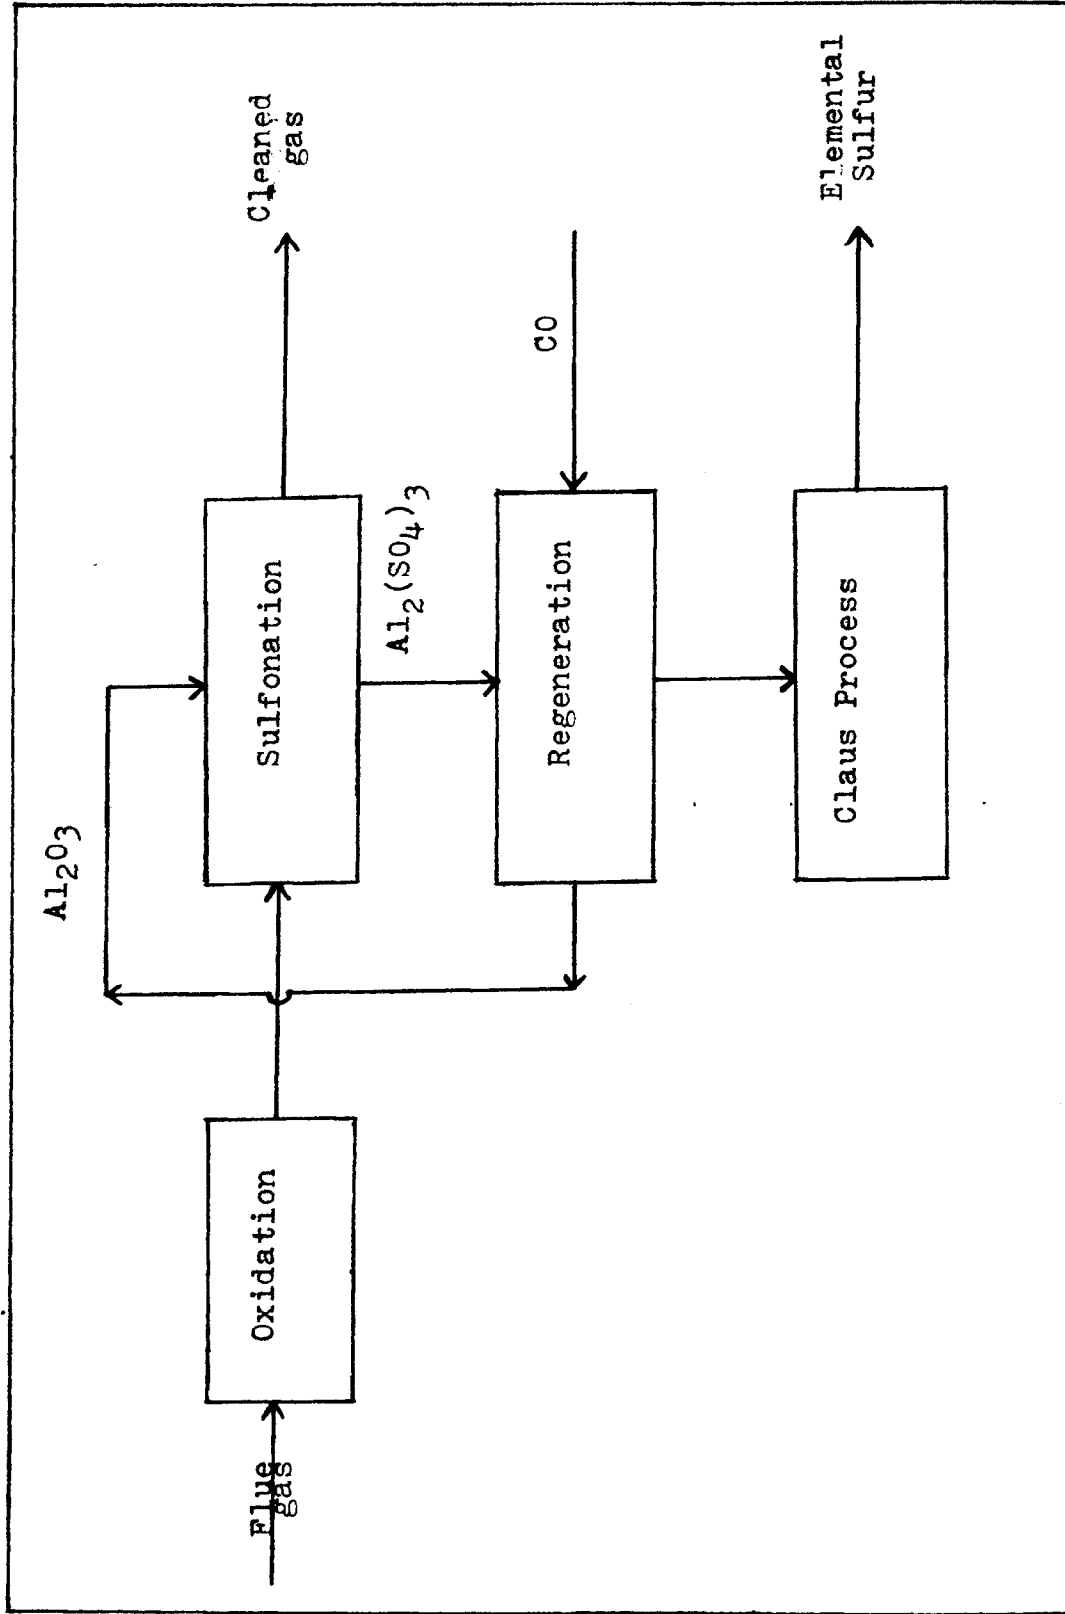 Al2O3
Flue
gas
Oxidation
Sulfonation
Cleaned
gas
Al2(SO4)3
Regeneration
CO
Claus Process
Elemental
Sulfur